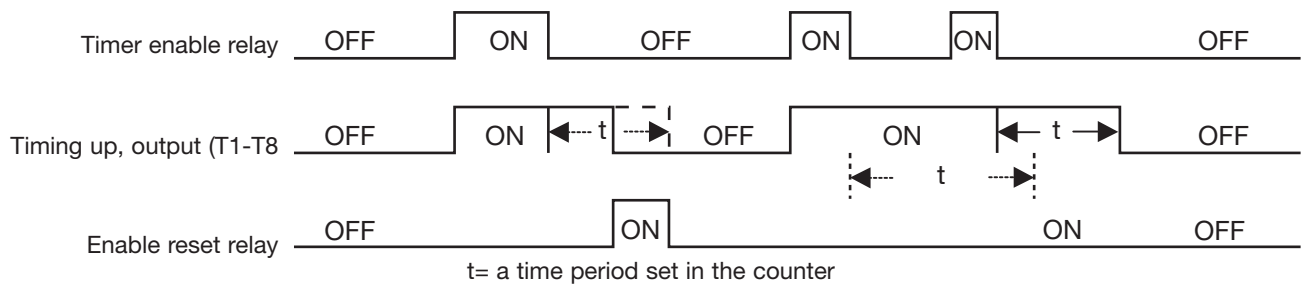 Timer enable relay OFF ON OFF ON ON OFF
Timing up, output (T1-T8 OFF ON t OFF ON t OFF
t
Enable reset relay OFF ON ON OFF
t= a time period set in the counter